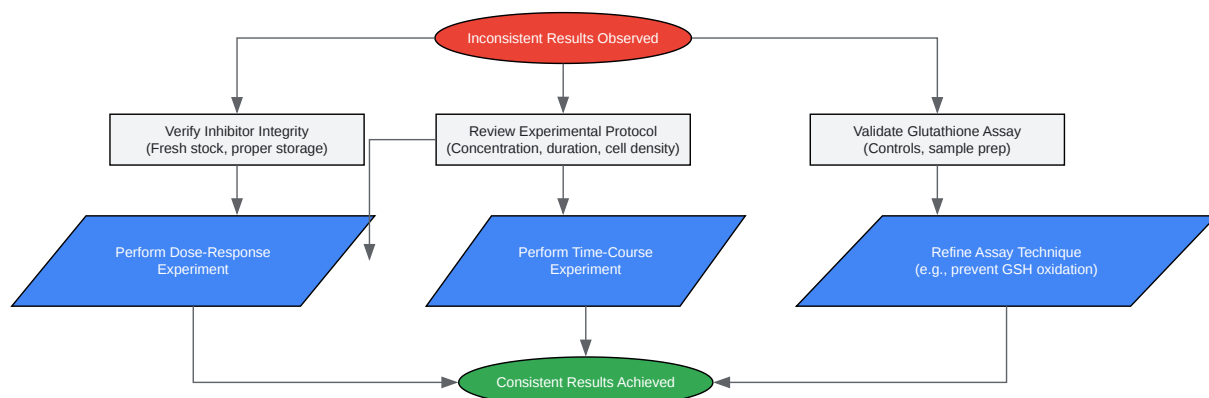 Inconsistent Results Observed
Verify Inhibitor Integrity
(Fresh stock, proper storage)
Review Experimental Protocol
(Concentration, duration, cell density)
Validate Glutathione Assay
(Controls, sample prep)
Perform Dose-Response
Experiment
Perform Time-Course
Experiment
Refine Assay Technique
(e.g., prevent GSH oxidation)
Consistent Results Achieved